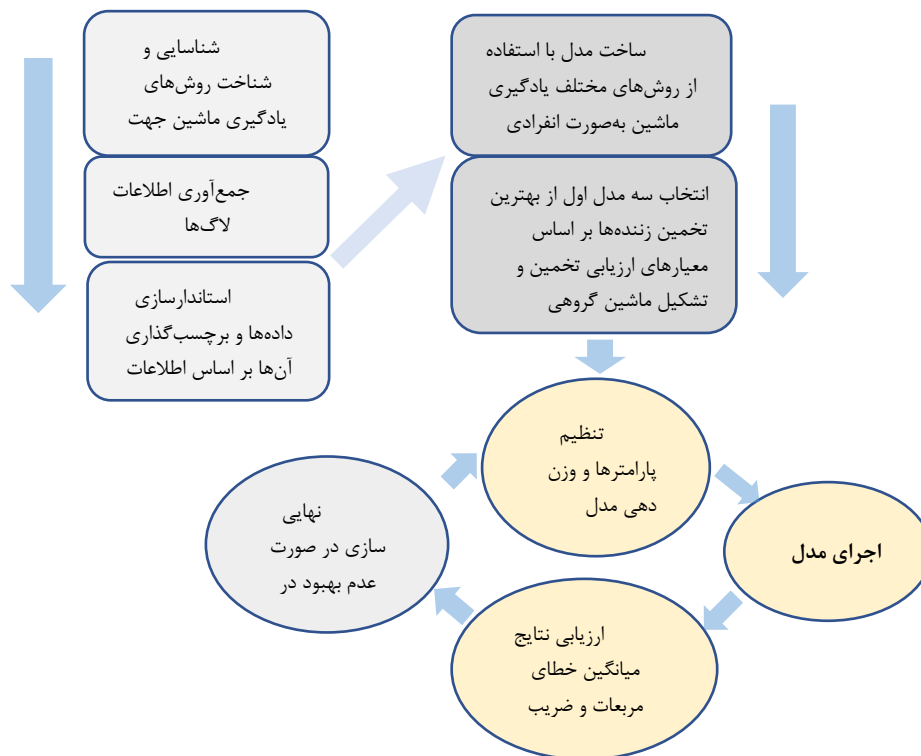 شناسایی و
شناخت روش‌های
یادگیری ماشین جهت
جمع‌آوری اطلاعات
لاگ‌ها
استاندارسازی
داده‌ها و برچسب‌گذاری
آن‌ها بر اساس اطلاعات
ساخت مدل با استفاده
از روش‌های مختلف یادگیری
ماشین به‌صورت انفرادی
انتخاب سه مدل اول از بهترین
تخمین زننده‌ها بر اساس
معیارهای ارزیابی تخمین و
تشکیل ماشین گروهی
تنظیم
پارامترها و وزن
دهی مدل
اجرای مدل
ارزیابی نتایج
میانگین خطای
مربعات و ضریب
نهایی
سازی در صورت
عدم بهبود در